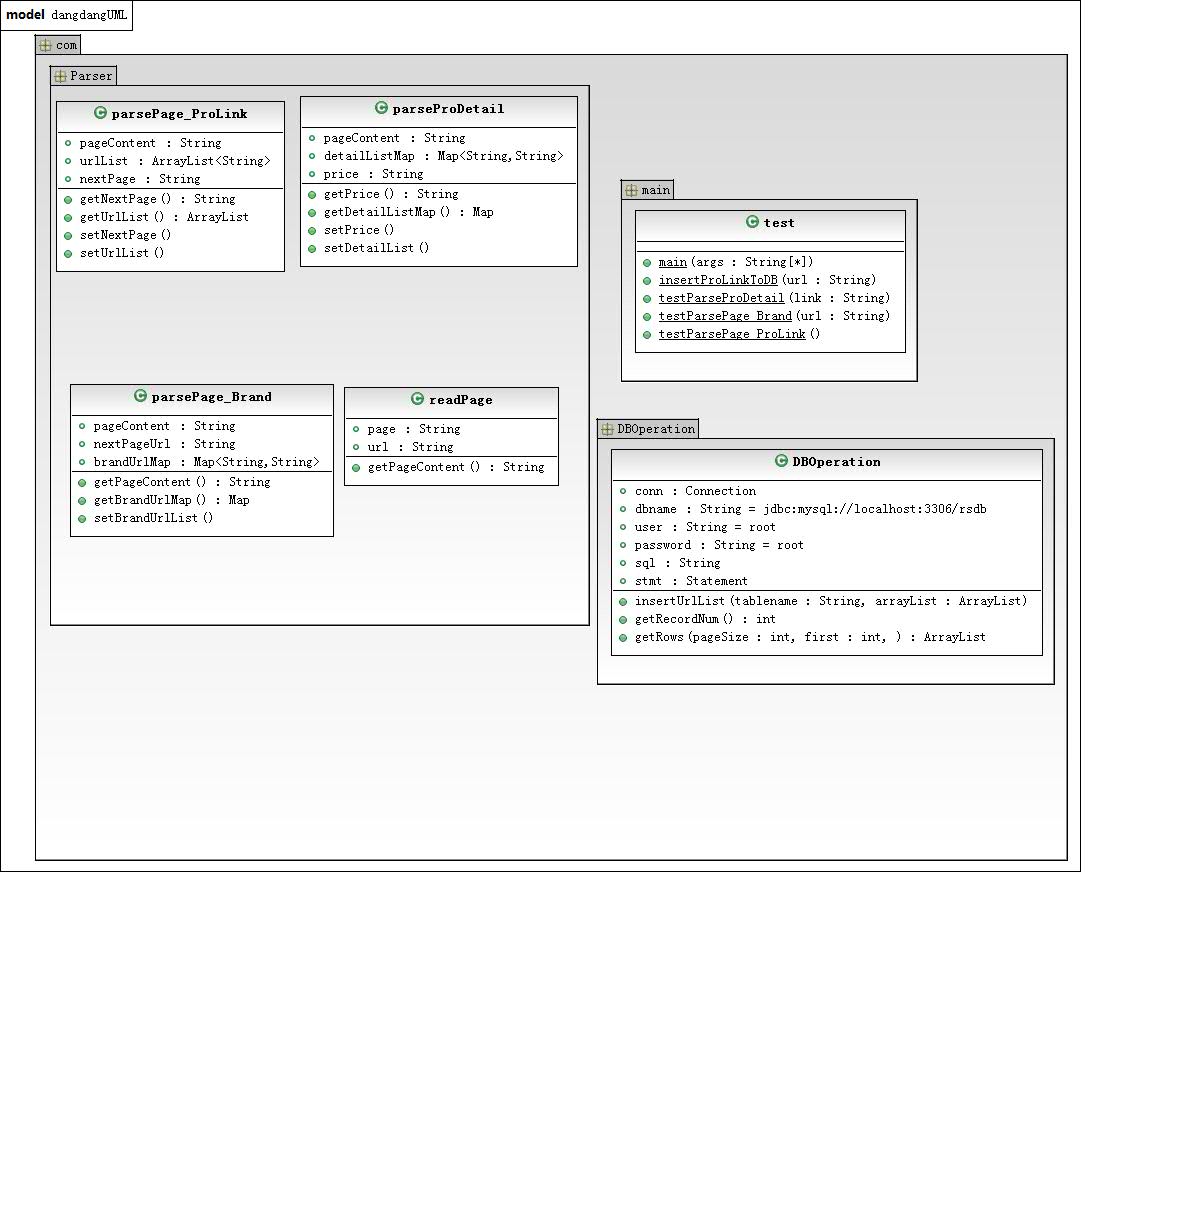 model dangdangUML
com
Parser
parsePage_ProLink
pageContent : String
urlList : ArrayList<String>
nextPage : String
getNextPage() : String
getUrlList() : ArrayList
setNextPage()
setUrlList()
parseProDetail
pageContent : String
detailListMap : Map<String,String>
price : String
getPrice() : String
getDetailListMap() : Map
setPrice()
setDetailList()
parsePage_Brand
pageContent : String
nextPageUrl : String
brandUrlMap : Map<String,String>
getPageContent() : String
getBrandUrlMap() : Map
setBrandUrlList()
readPage
page : String
url : String
getPageContent() : String
main
test
main(args : String[*])
insertProLinkToDB(url : String)
testParseProDetail(link : String)
testParsePage_Brand(url : String)
testParsePage_ProLink()
DBOperation
DBOperation
conn : Connection
dbname : String = jdbc:mysql://localhost:3306/rsdb
user : String = root
password : String = root
sql : String
stmt : Statement
insertUrlList(tablename : String, arrayList : ArrayList)
getRecordNum() : int
getRows(pageSize : int, first : int, ) : ArrayList